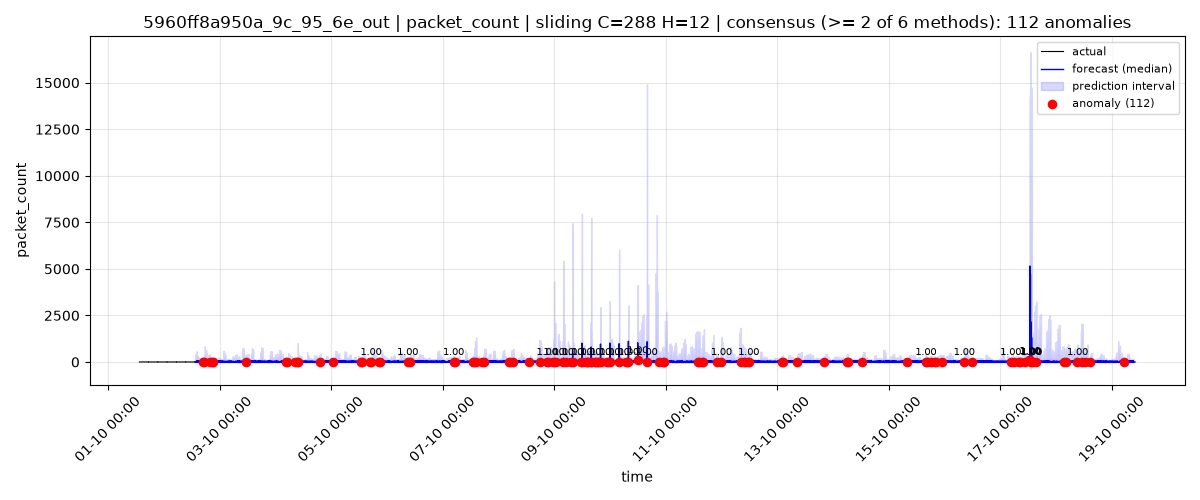 5960ff8a950a_9c_95_6e_out | packet_count | sliding C=288 H=12 | consensus (>= 2 of 6 methods): 112 anomalies
actual
forecast (median)
prediction interval
anomaly (112)
packet_count
15000
12500
10000
7500
5000
2500
0
1.00 1.00 1.00 1.00 1.00 1.00 1.00 1.00 1.00 1.00 1.00
01-10 00:00
03-10 00:00
05-10 00:00
07-10 00:00
09-10 00:00
11-10 00:00
13-10 00:00
15-10 00:00
17-10 00:00
19-10 00:00
time